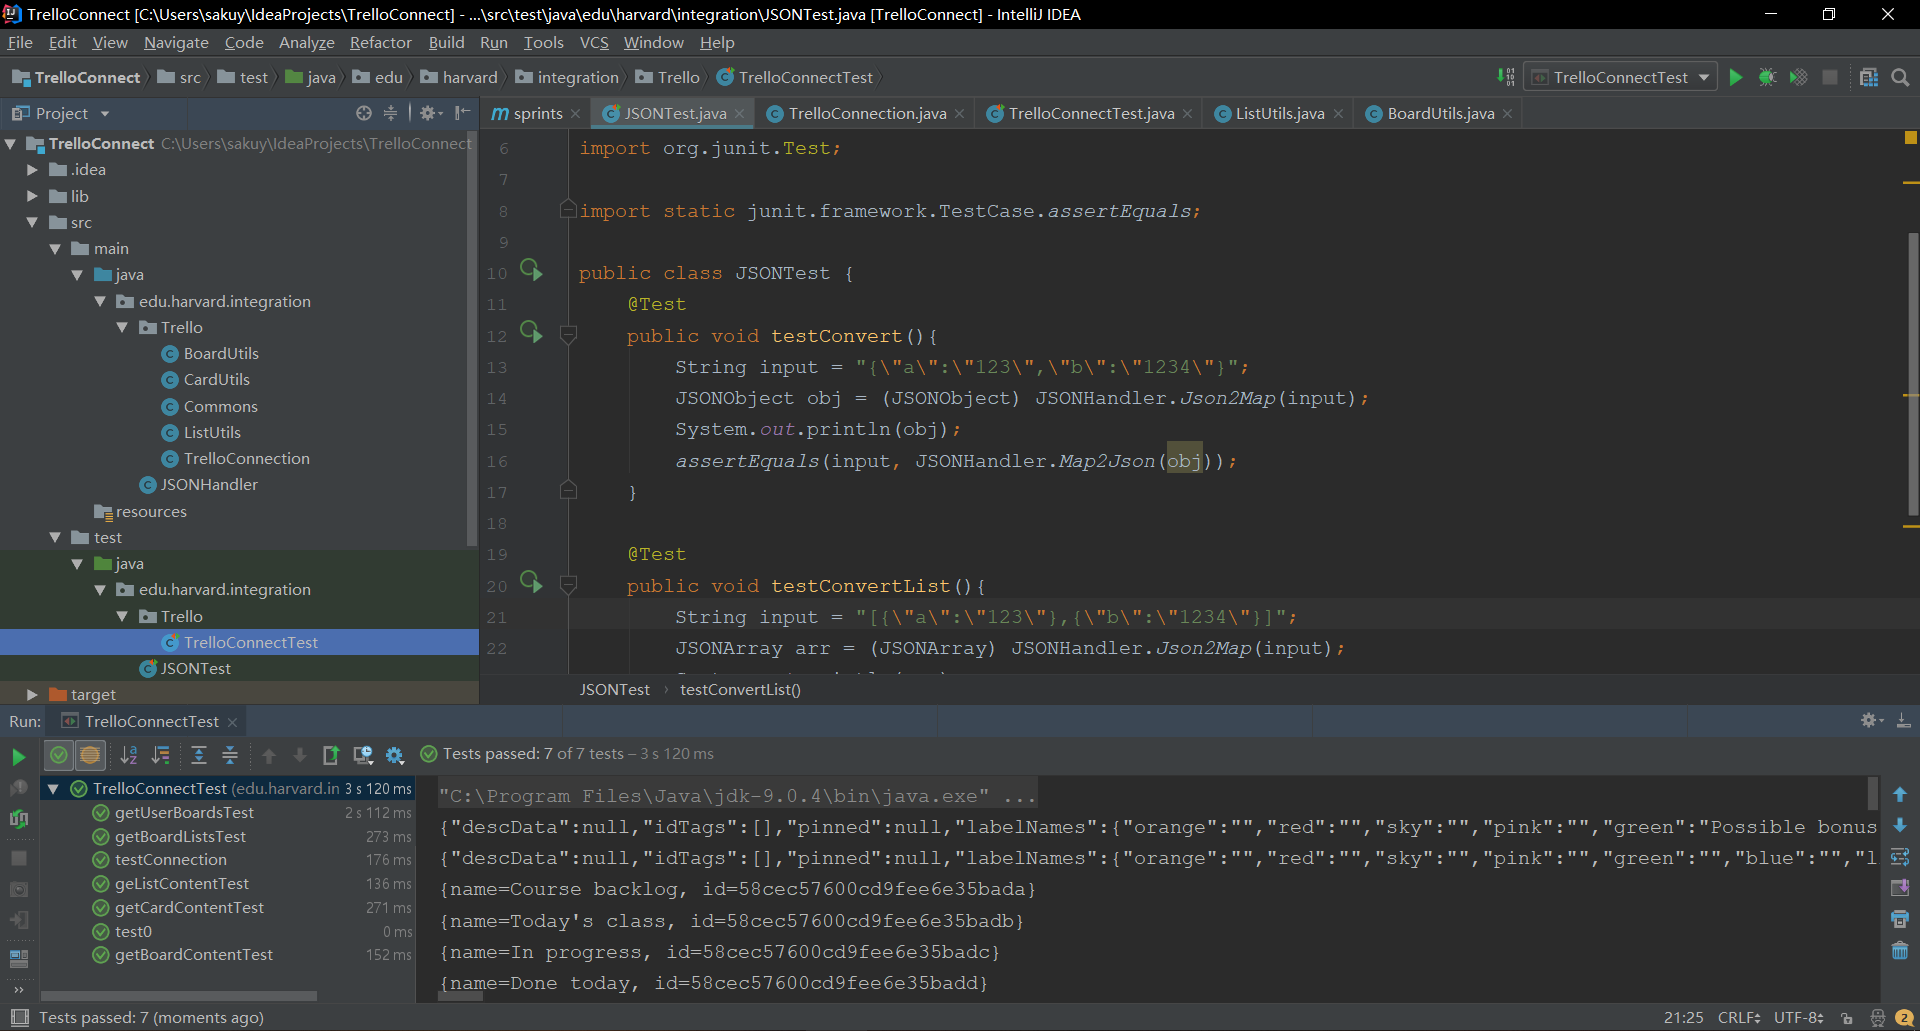 TrelloConnect [C:\Users\sakuy\IdeaProjects\TrelloConnect] - ...\src\test\java\edu\harvard\integration\JSONTest.java [TrelloConnect] - IntelliJ IDEA
File Edit View Navigate Code Analyze Refactor Build Run Tools VCS Window Help
TrelloConnect src test java edu harvard integration Trello TrelloConnectTest
TrelloConnectTest
Project
sprints JSONTest.java TrelloConnection.java TrelloConnectTest.java ListUtils.java BoardUtils.java
TrelloConnect C:\Users\sakuy\IdeaProjects\TrelloConnect
.idea
lib
src
main
java
edu.harvard.integration
Trello
BoardUtils
CardUtils
Commons
ListUtils
TrelloConnection
JSONHandler
resources
test
java
edu.harvard.integration
Trello
TrelloConnectTest
JSONTest
target
6 import org.junit.Test;
7
8 import static junit.framework.TestCase.assertEquals;
9
10 public class JSONTest {
11 @Test
12 public void testConvert(){
13 String input = "{\"a\":\"123\",\"b\":\"1234\"}";
14 JSONObject obj = (JSONObject) JSONHandler.Json2Map(input);
15 System.out.println(obj);
16 assertEquals(input, JSONHandler.Map2Json(obj));
17 }
18
19 @Test
20 public void testConvertList(){
21 String input = "[{\"a\":\"123\"},{\"b\":\"1234\"}]";
22 JSONArray arr = (JSONArray) JSONHandler.Json2Map(input);
JSONTest › testConvertList()
Run: TrelloConnectTest
Tests passed: 7 of 7 tests – 3 s 120 ms
TrelloConnectTest (edu.harvard.in 3 s 120 ms
getUserBoardsTest 2 s 112 ms
getBoardListsTest 273 ms
testConnection 176 ms
geListContentTest 136 ms
getCardContentTest 271 ms
test0 0 ms
getBoardContentTest 152 ms
"C:\Program Files\Java\jdk-9.0.4\bin\java.exe" ...
{"descData":null,"idTags":[],"pinned":null,"labelNames":{"orange":"","red":"","sky":"","pink":"","green":"Possible bonus
{"descData":null,"idTags":[],"pinned":null,"labelNames":{"orange":"","red":"","sky":"","pink":"","green":"","blue":"","l
{name=Course backlog, id=58cec57600cd9fee6e35bada}
{name=Today's class, id=58cec57600cd9fee6e35badb}
{name=In progress, id=58cec57600cd9fee6e35badc}
{name=Done today, id=58cec57600cd9fee6e35badd}
Tests passed: 7 (moments ago)
21:25 CRLF UTF-8 2